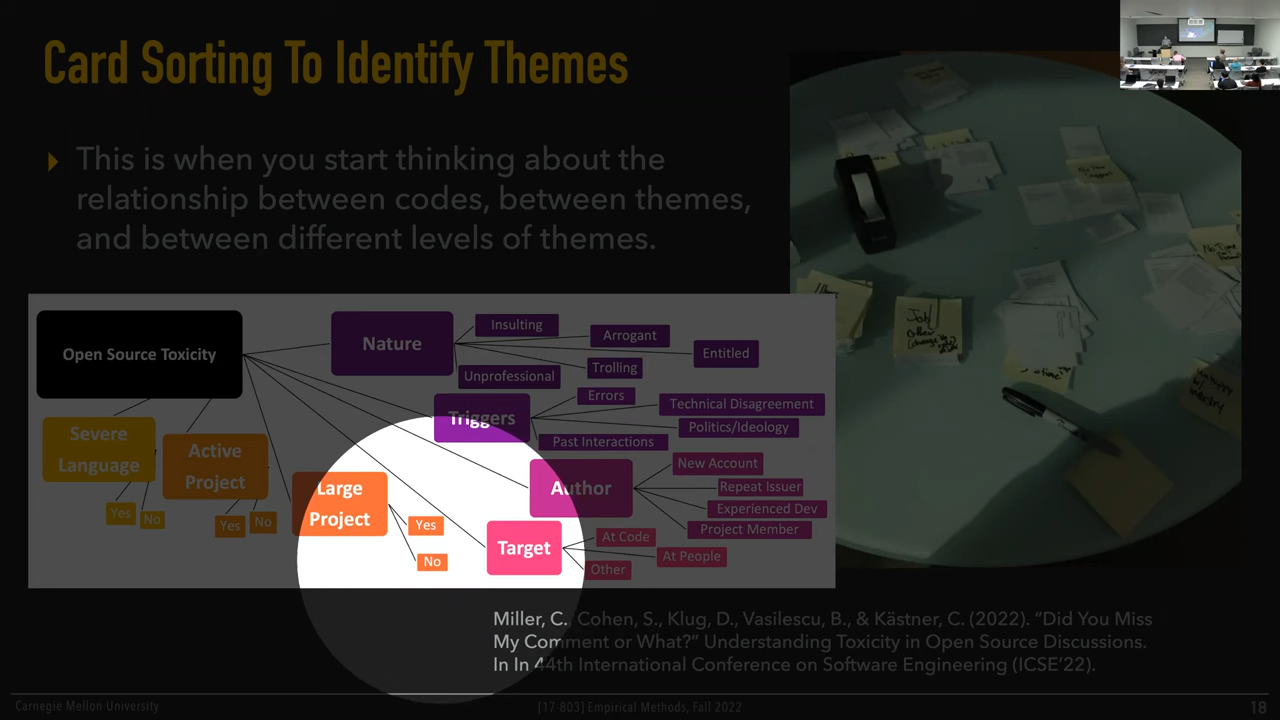 Card Sorting To Identify Themes
This is when you start thinking about the
relationship between codes, between themes,
and between different levels of themes.
Open Source Toxicity
Nature
Insulting
Arrogant
Entitled
Trolling
Unprofessional
Triggers
Errors
Technical Disagreement
Politics/Ideology
Past Interactions
Severe
Language
Yes
No
Active
Project
Yes
No
Large
Project
Yes
No
Author
New Account
Repeat Issuer
Experienced Dev
Project Member
Target
At Code
At People
Other
Job
Other
Miller, C. Cohen, S., Klug, D., Vasilescu, B., & Kästner, C. (2022). “Did You Miss
My Comment or What?” Understanding Toxicity in Open Source Discussions.
In In 44th International Conference on Software Engineering (ICSE’22).
Carnegie Mellon University
[17-803] Empirical Methods, Fall 2022
18